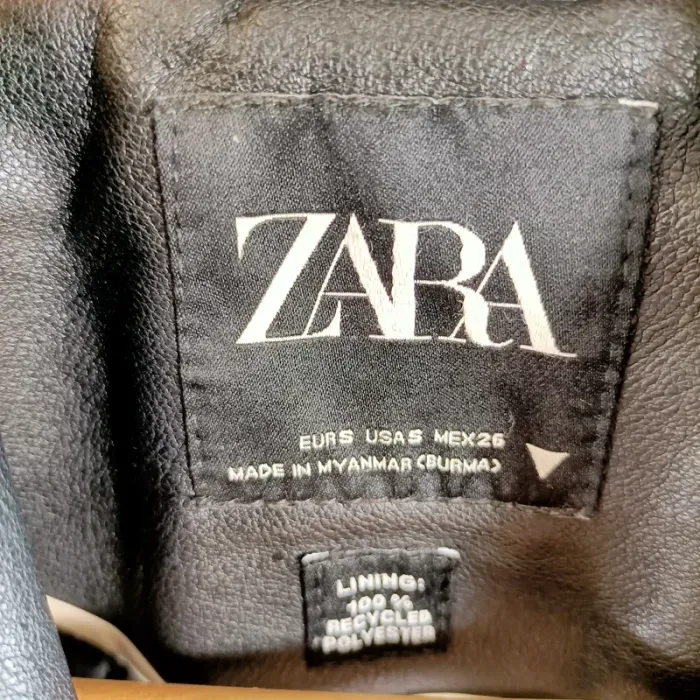 ZARA
EUR S USA S MEX 26
MADE IN MYANMAR (BURMA)
LINING:
100 %
RECYCLED
POLYESTER